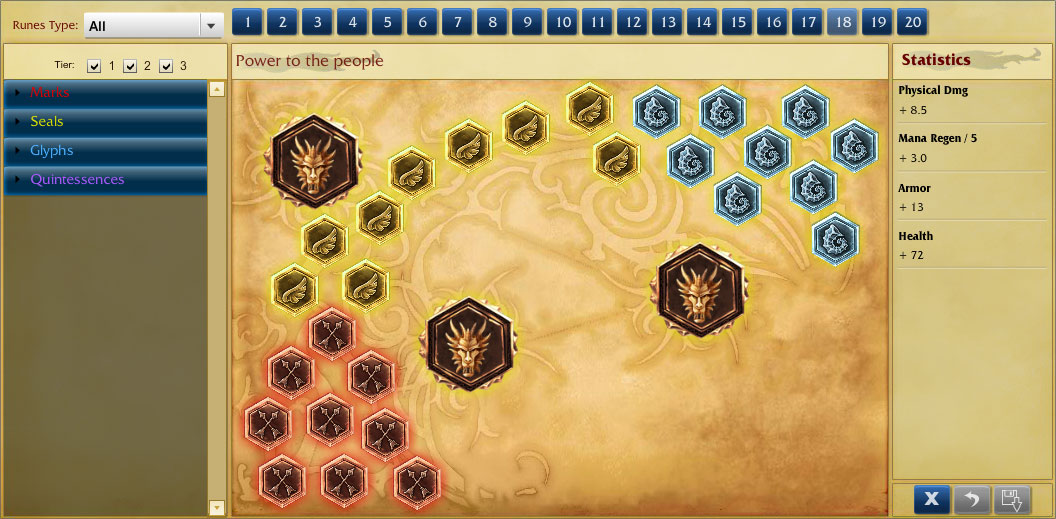 Runes Type: All 1 2 3 4 5 6 7 8 9 10 11 12 13 14 15 16 17 18 19 20
Tier: 1 2 3
Marks
Seals
Glyphs
Quintessences
Power to the people
Statistics
Physical Dmg
+ 8.5
Mana Regen / 5
+ 3.0
Armor
+ 13
Health
+ 72
X